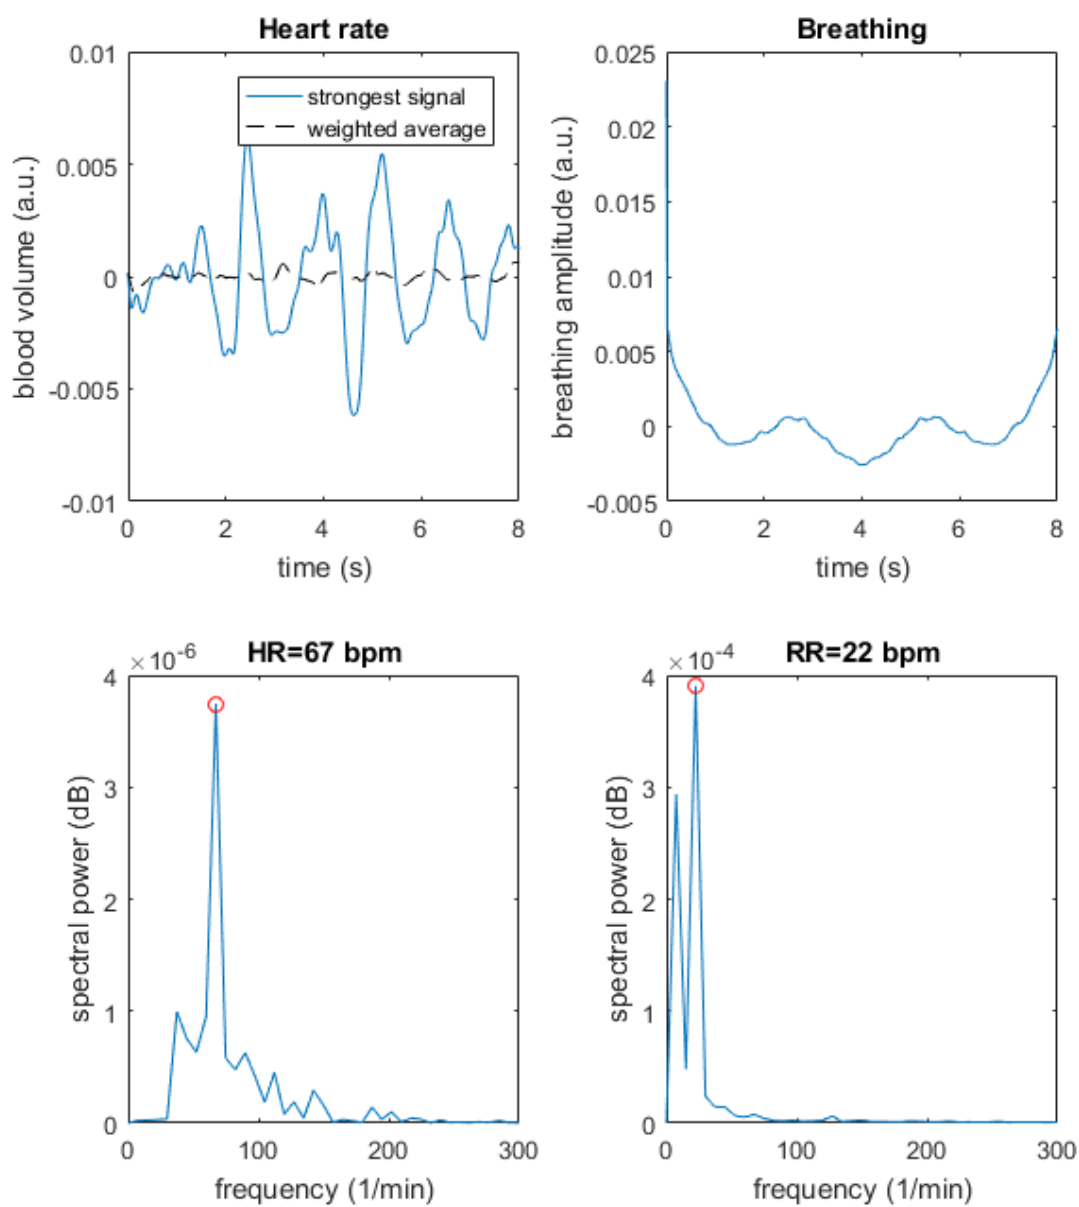 Heart rate
0.01
0.005
0
-0.005
-0.01
blood volume (a.u.)
strongest signal
weighted average
0 2 4 6 8
time (s)
Breathing
0.025
0.02
0.015
0.01
0.005
0
-0.005
breathing amplitude (a.u.)
0 2 4 6 8
time (s)
×10⁻⁶
HR=67 bpm
4
3
2
1
0
spectral power (dB)
0 100 200 300
frequency (1/min)
×10⁻⁴
RR=22 bpm
4
3
2
1
0
spectral power (dB)
0 100 200 300
frequency (1/min)